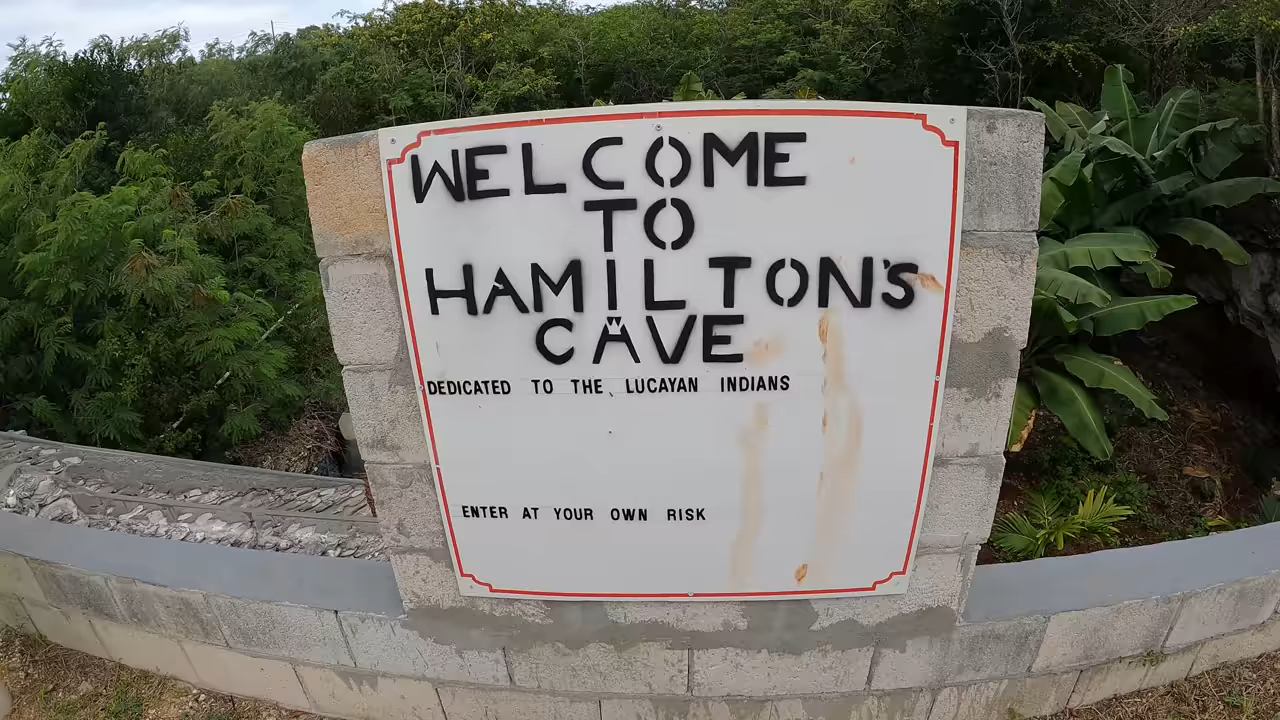 WELCOME
TO
HAMILTON'S
CAVE
DEDICATED TO THE LUCAYAN INDIANS
ENTER AT YOUR OWN RISK